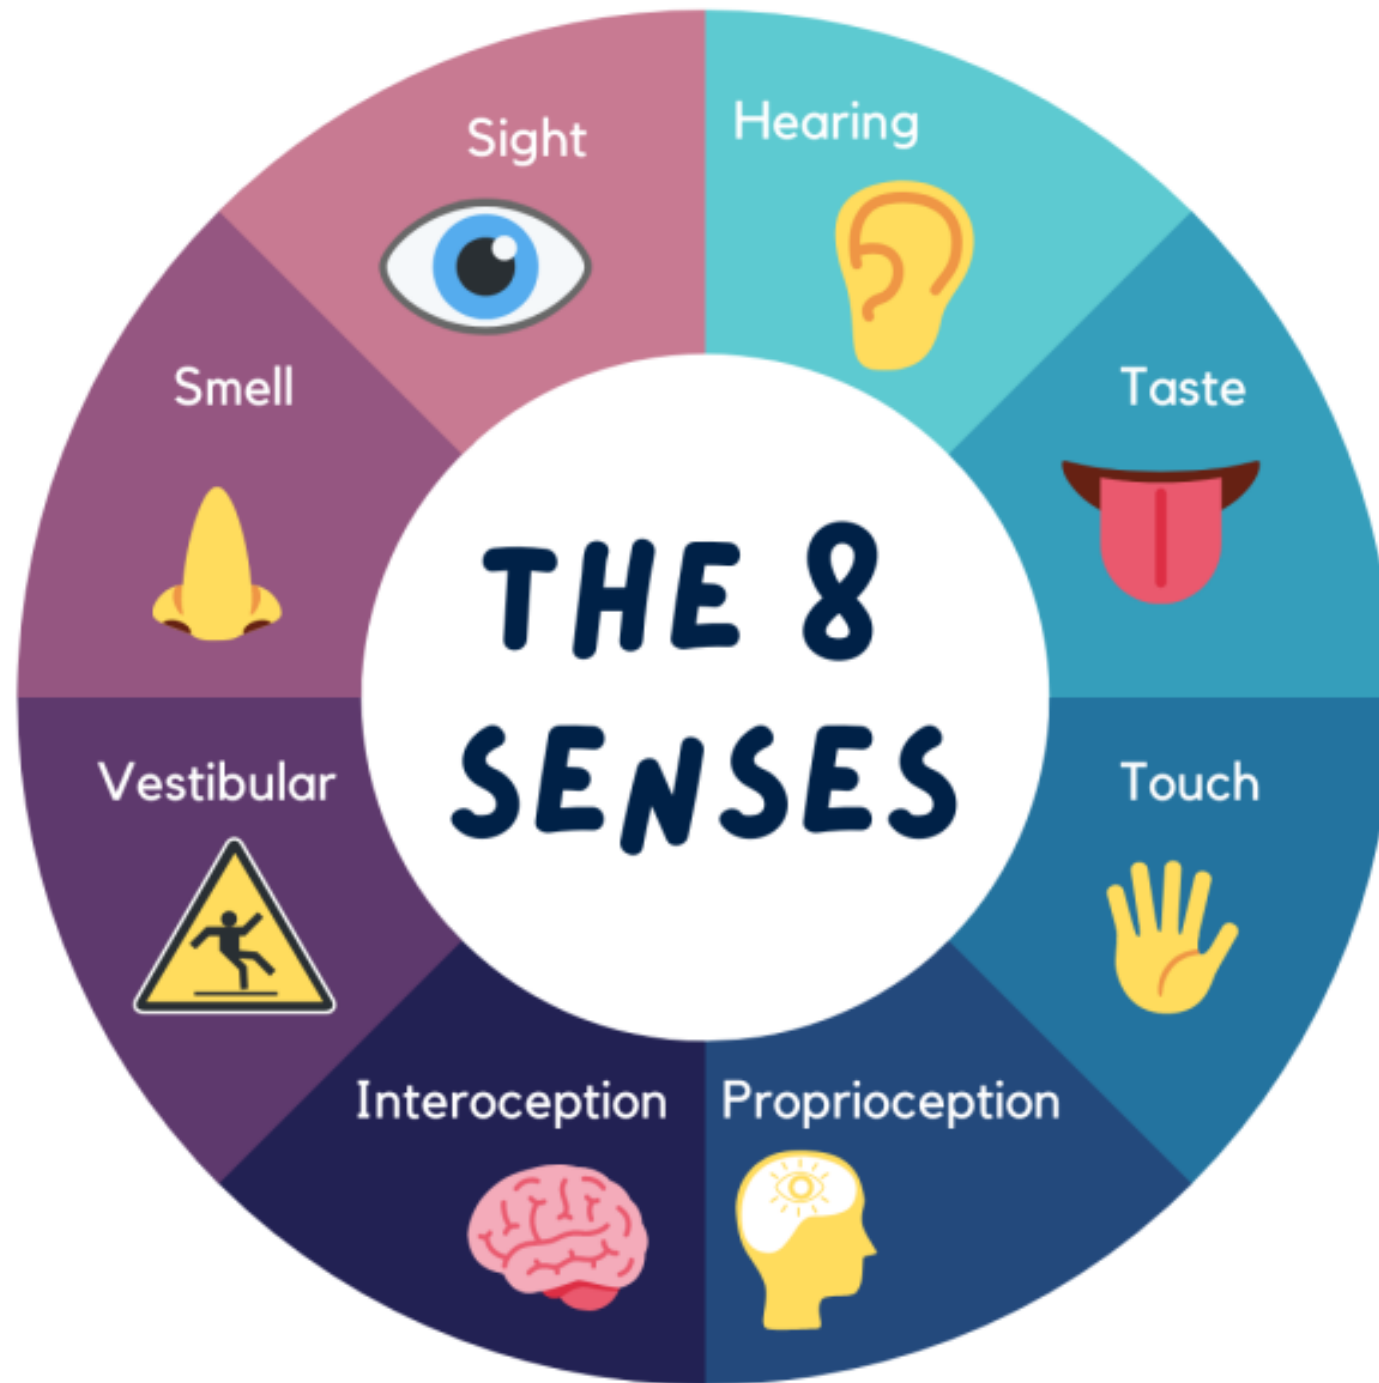 Sight
Hearing
Smell
Taste
THE 8
SENSES
Vestibular
Touch
Interoception
Proprioception